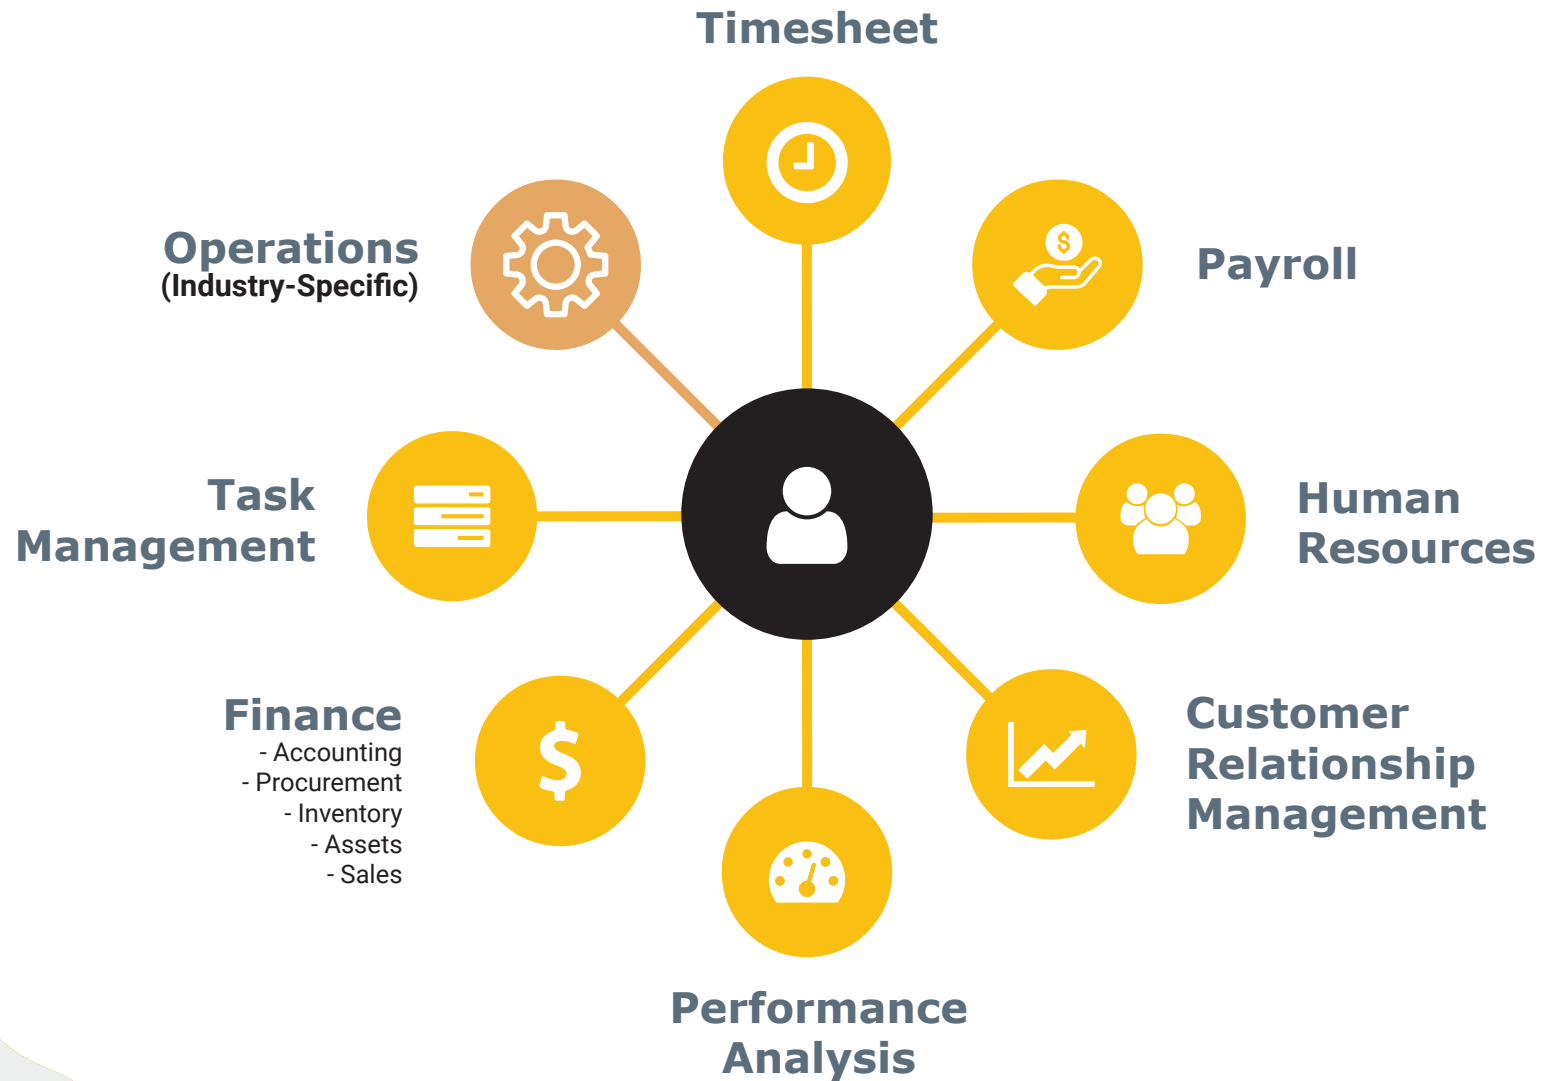 Timesheet
Operations
(Industry-Specific)
Payroll
Task
Management
Human
Resources
Finance
- Accounting
- Procurement
- Inventory
- Assets
- Sales
Customer
Relationship
Management
Performance
Analysis
$
$